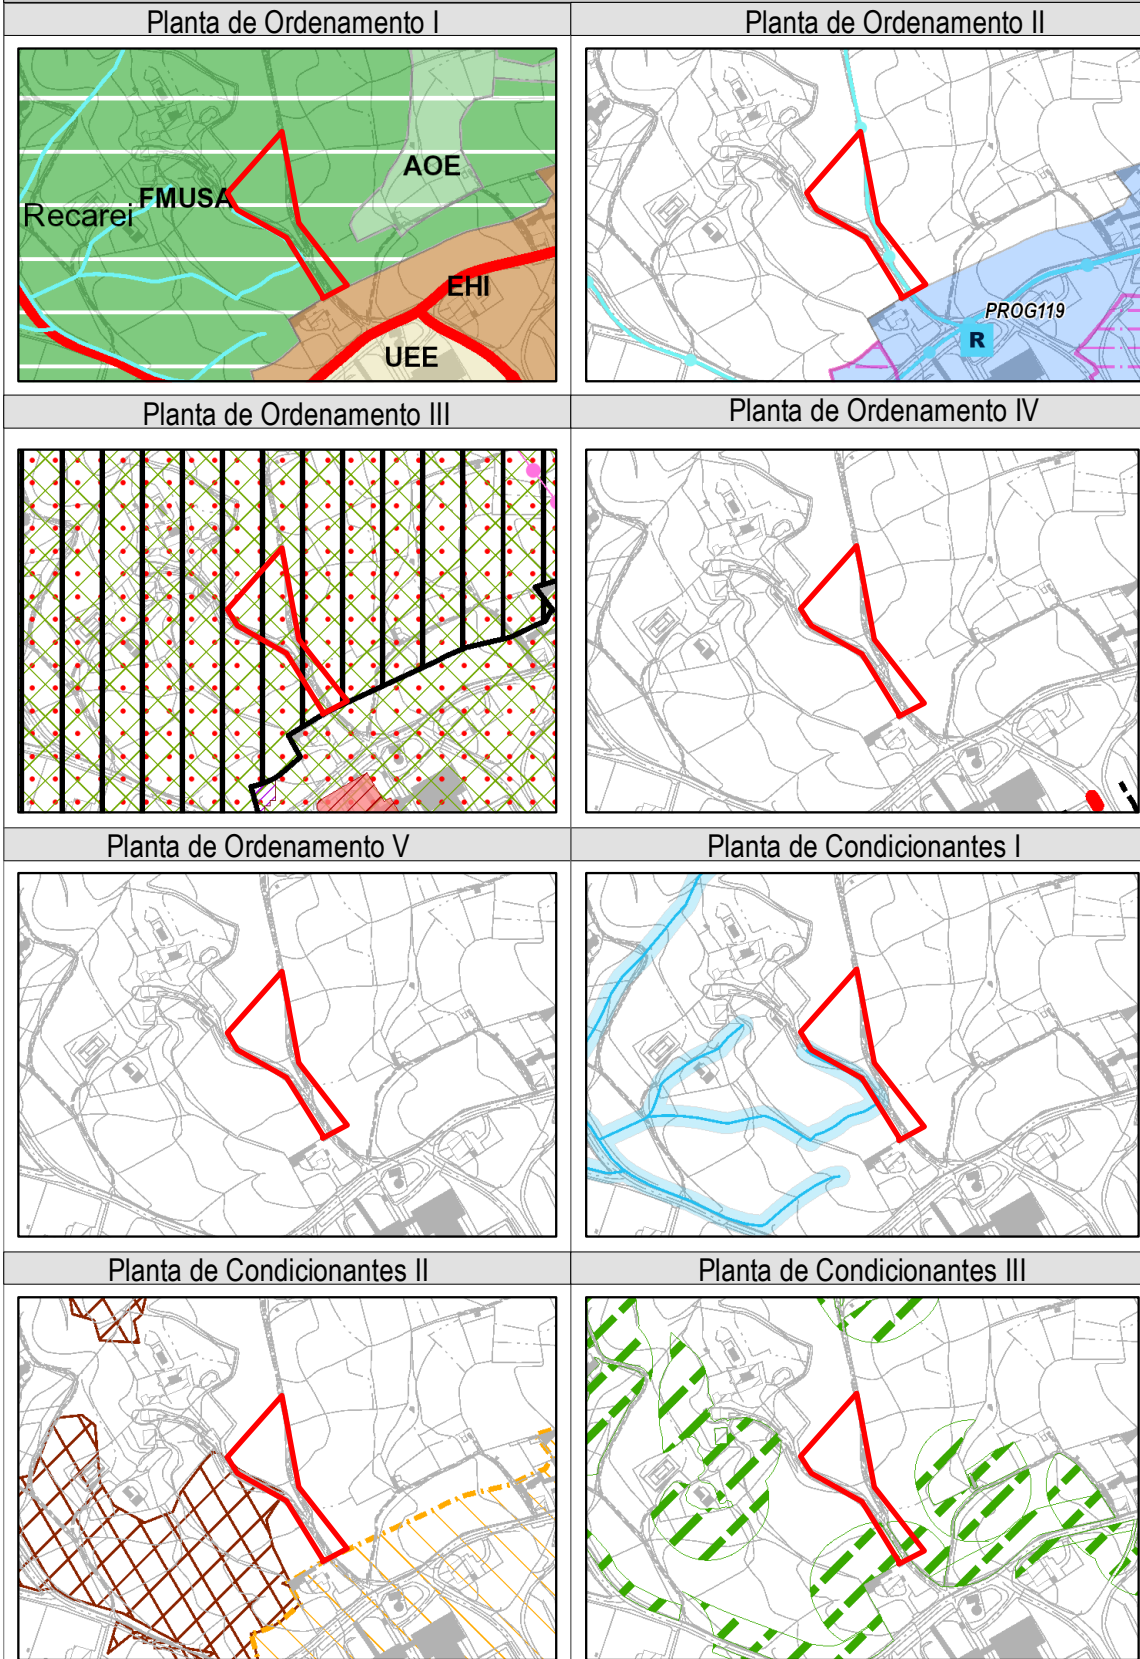 Planta de Ordenamento I
Planta de Ordenamento II
AOE
FMUSA
Recarei
EHI
UEE
PROG119
R
Planta de Ordenamento III
Planta de Ordenamento IV
Planta de Ordenamento V
Planta de Condicionantes I
Planta de Condicionantes II
Planta de Condicionantes III